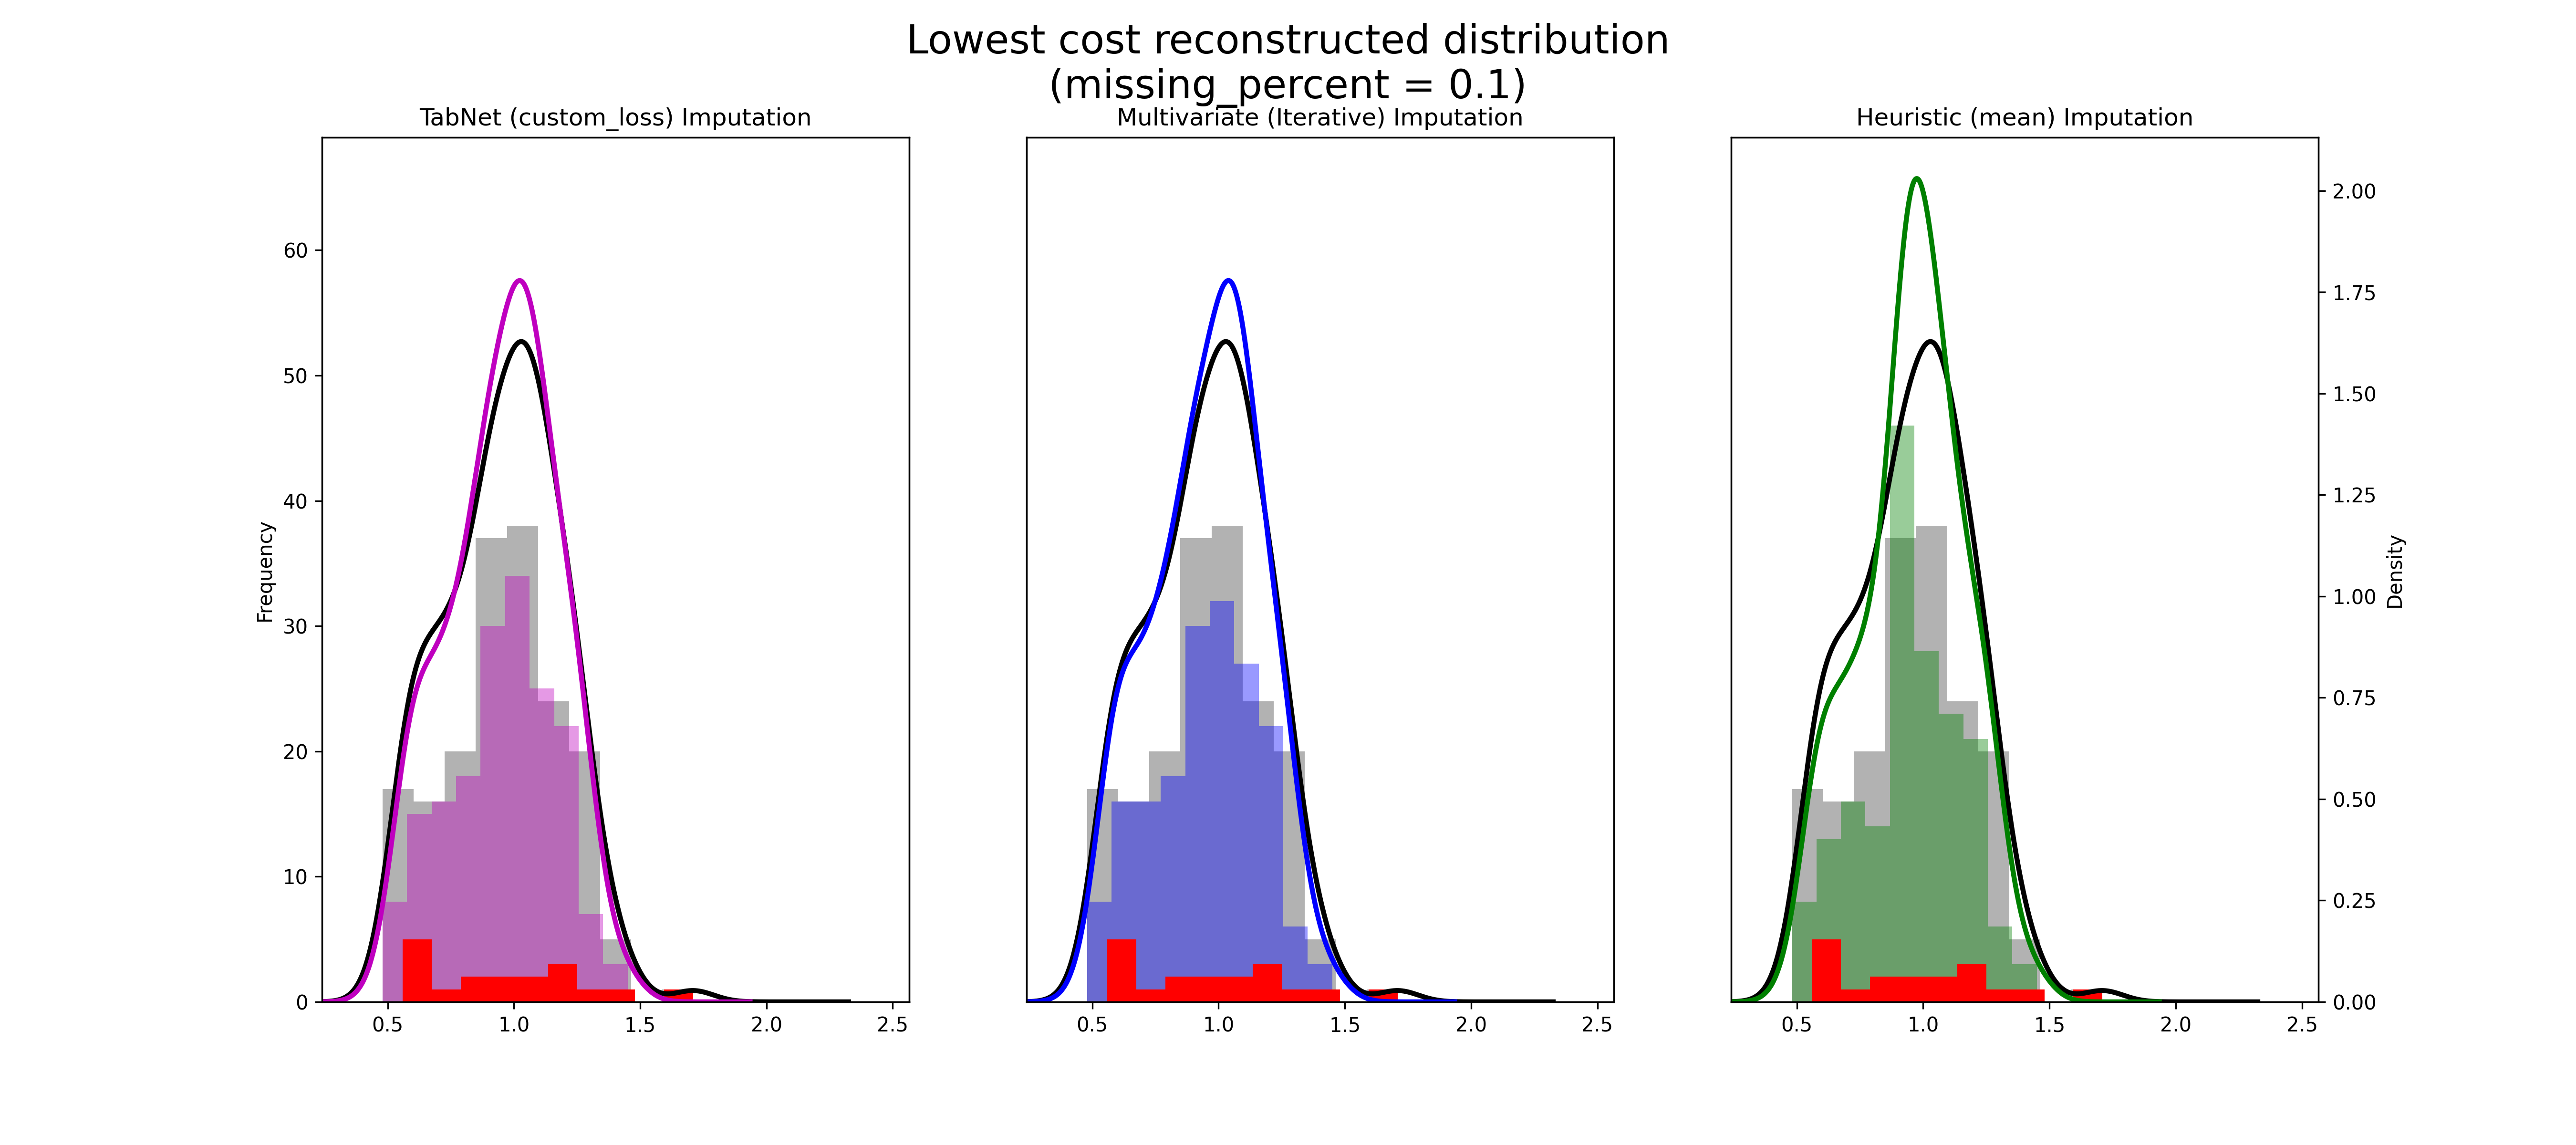 Lowest cost reconstructed distribution
(missing_percent = 0.1)
TabNet (custom_loss) Imputation
Multivariate (Iterative) Imputation
Heuristic (mean) Imputation
Frequency
60
50
40
30
20
10
0
0.5 1.0 1.5 2.0 2.5
0.5 1.0 1.5 2.0 2.5
0.5 1.0 1.5 2.0 2.5
2.00
1.75
1.50
1.25
1.00
0.75
0.50
0.25
0.00
Density